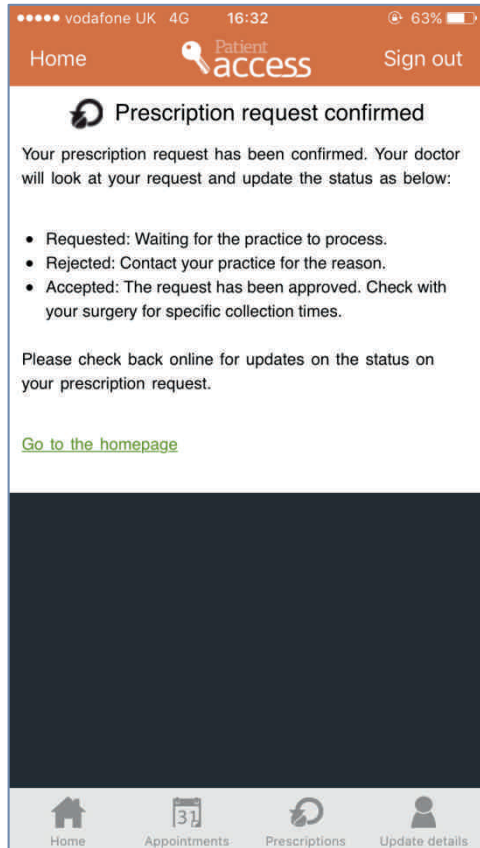 vodafone UK 4G 16:32 63%
Home Patient access Sign out
Prescription request confirmed
Your prescription request has been confirmed. Your doctor
will look at your request and update the status as below:
• Requested: Waiting for the practice to process.
• Rejected: Contact your practice for the reason.
• Accepted: The request has been approved. Check with
your surgery for specific collection times.
Please check back online for updates on the status on
your prescription request.
Go to the homepage
31
Home Appointments Prescriptions Update details